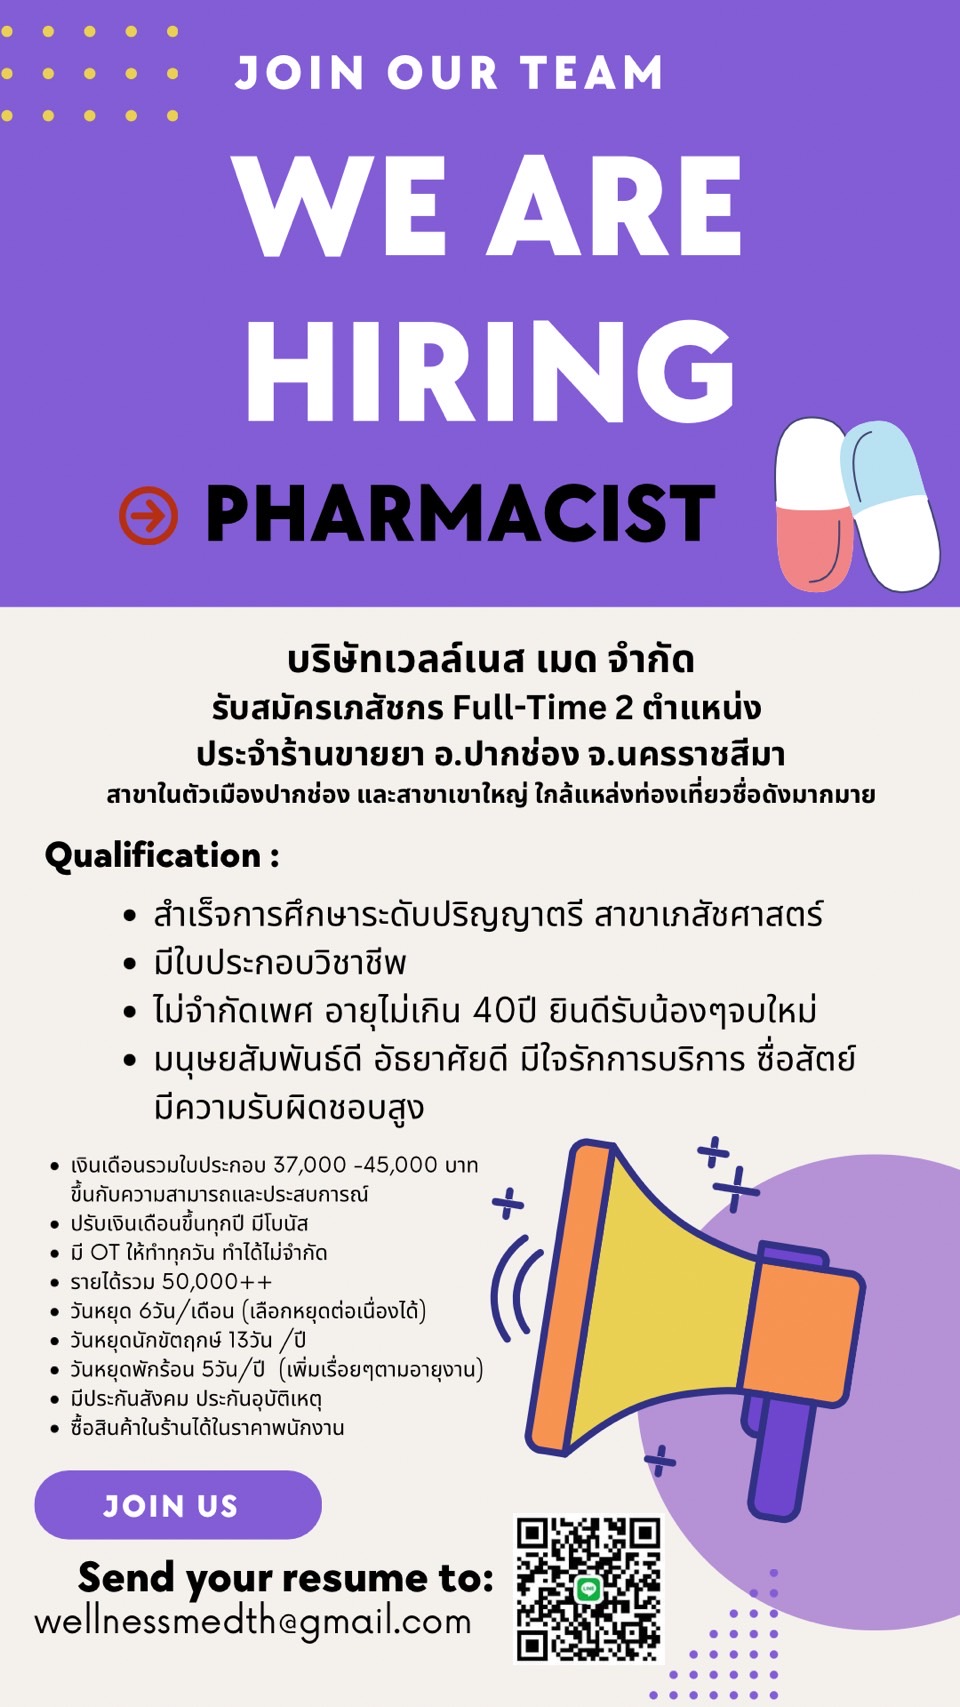 JOIN OUR TEAM
WE ARE
HIRING
PHARMACIST
บริษัทเวลล์เนส เมด จำกัด
รับสมัครเภสัชกร Full-Time 2 ตำแหน่ง
ประจำร้านขายยา อ.ปากช่อง จ.นครราชสีมา
สาขาในตัวเมืองปากช่อง และสาขาเขาใหญ่ ใกล้แหล่งท่องเที่ยวชื่อดังมากมาย
Qualification :
• สำเร็จการศึกษาระดับปริญญาตรี สาขาเภสัชศาสตร์
• มีใบประกอบวิชาชีพ
• ไม่จำกัดเพศ อายุไม่เกิน 40ปี ยินดีรับน้องๆจบใหม่
• มนุษยสัมพันธ์ดี อัธยาศัยดี มีใจรักการบริการ ซื่อสัตย์
มีความรับผิดชอบสูง
• เงินเดือนรวมใบประกอบ 37,000 -45,000 บาท
ขึ้นกับความสามารถและประสบการณ์
• ปรับเงินเดือนขึ้นทุกปี มีโบนัส
• มี OT ให้ทำทุกวัน ทำได้ไม่จำกัด
• รายได้รวม 50,000++
• วันหยุด 6วัน/เดือน (เลือกหยุดต่อเนื่องได้)
• วันหยุดนักขัตฤกษ์ 13วัน /ปี
• วันหยุดพักร้อน 5วัน/ปี (เพิ่มเรื่อยๆตามอายุงาน)
• มีประกันสังคม ประกันอุบัติเหตุ
• ซื้อสินค้าในร้านได้ในราคาพนักงาน
JOIN US
Send your resume to:
wellnessmedth@gmail.com
LINE